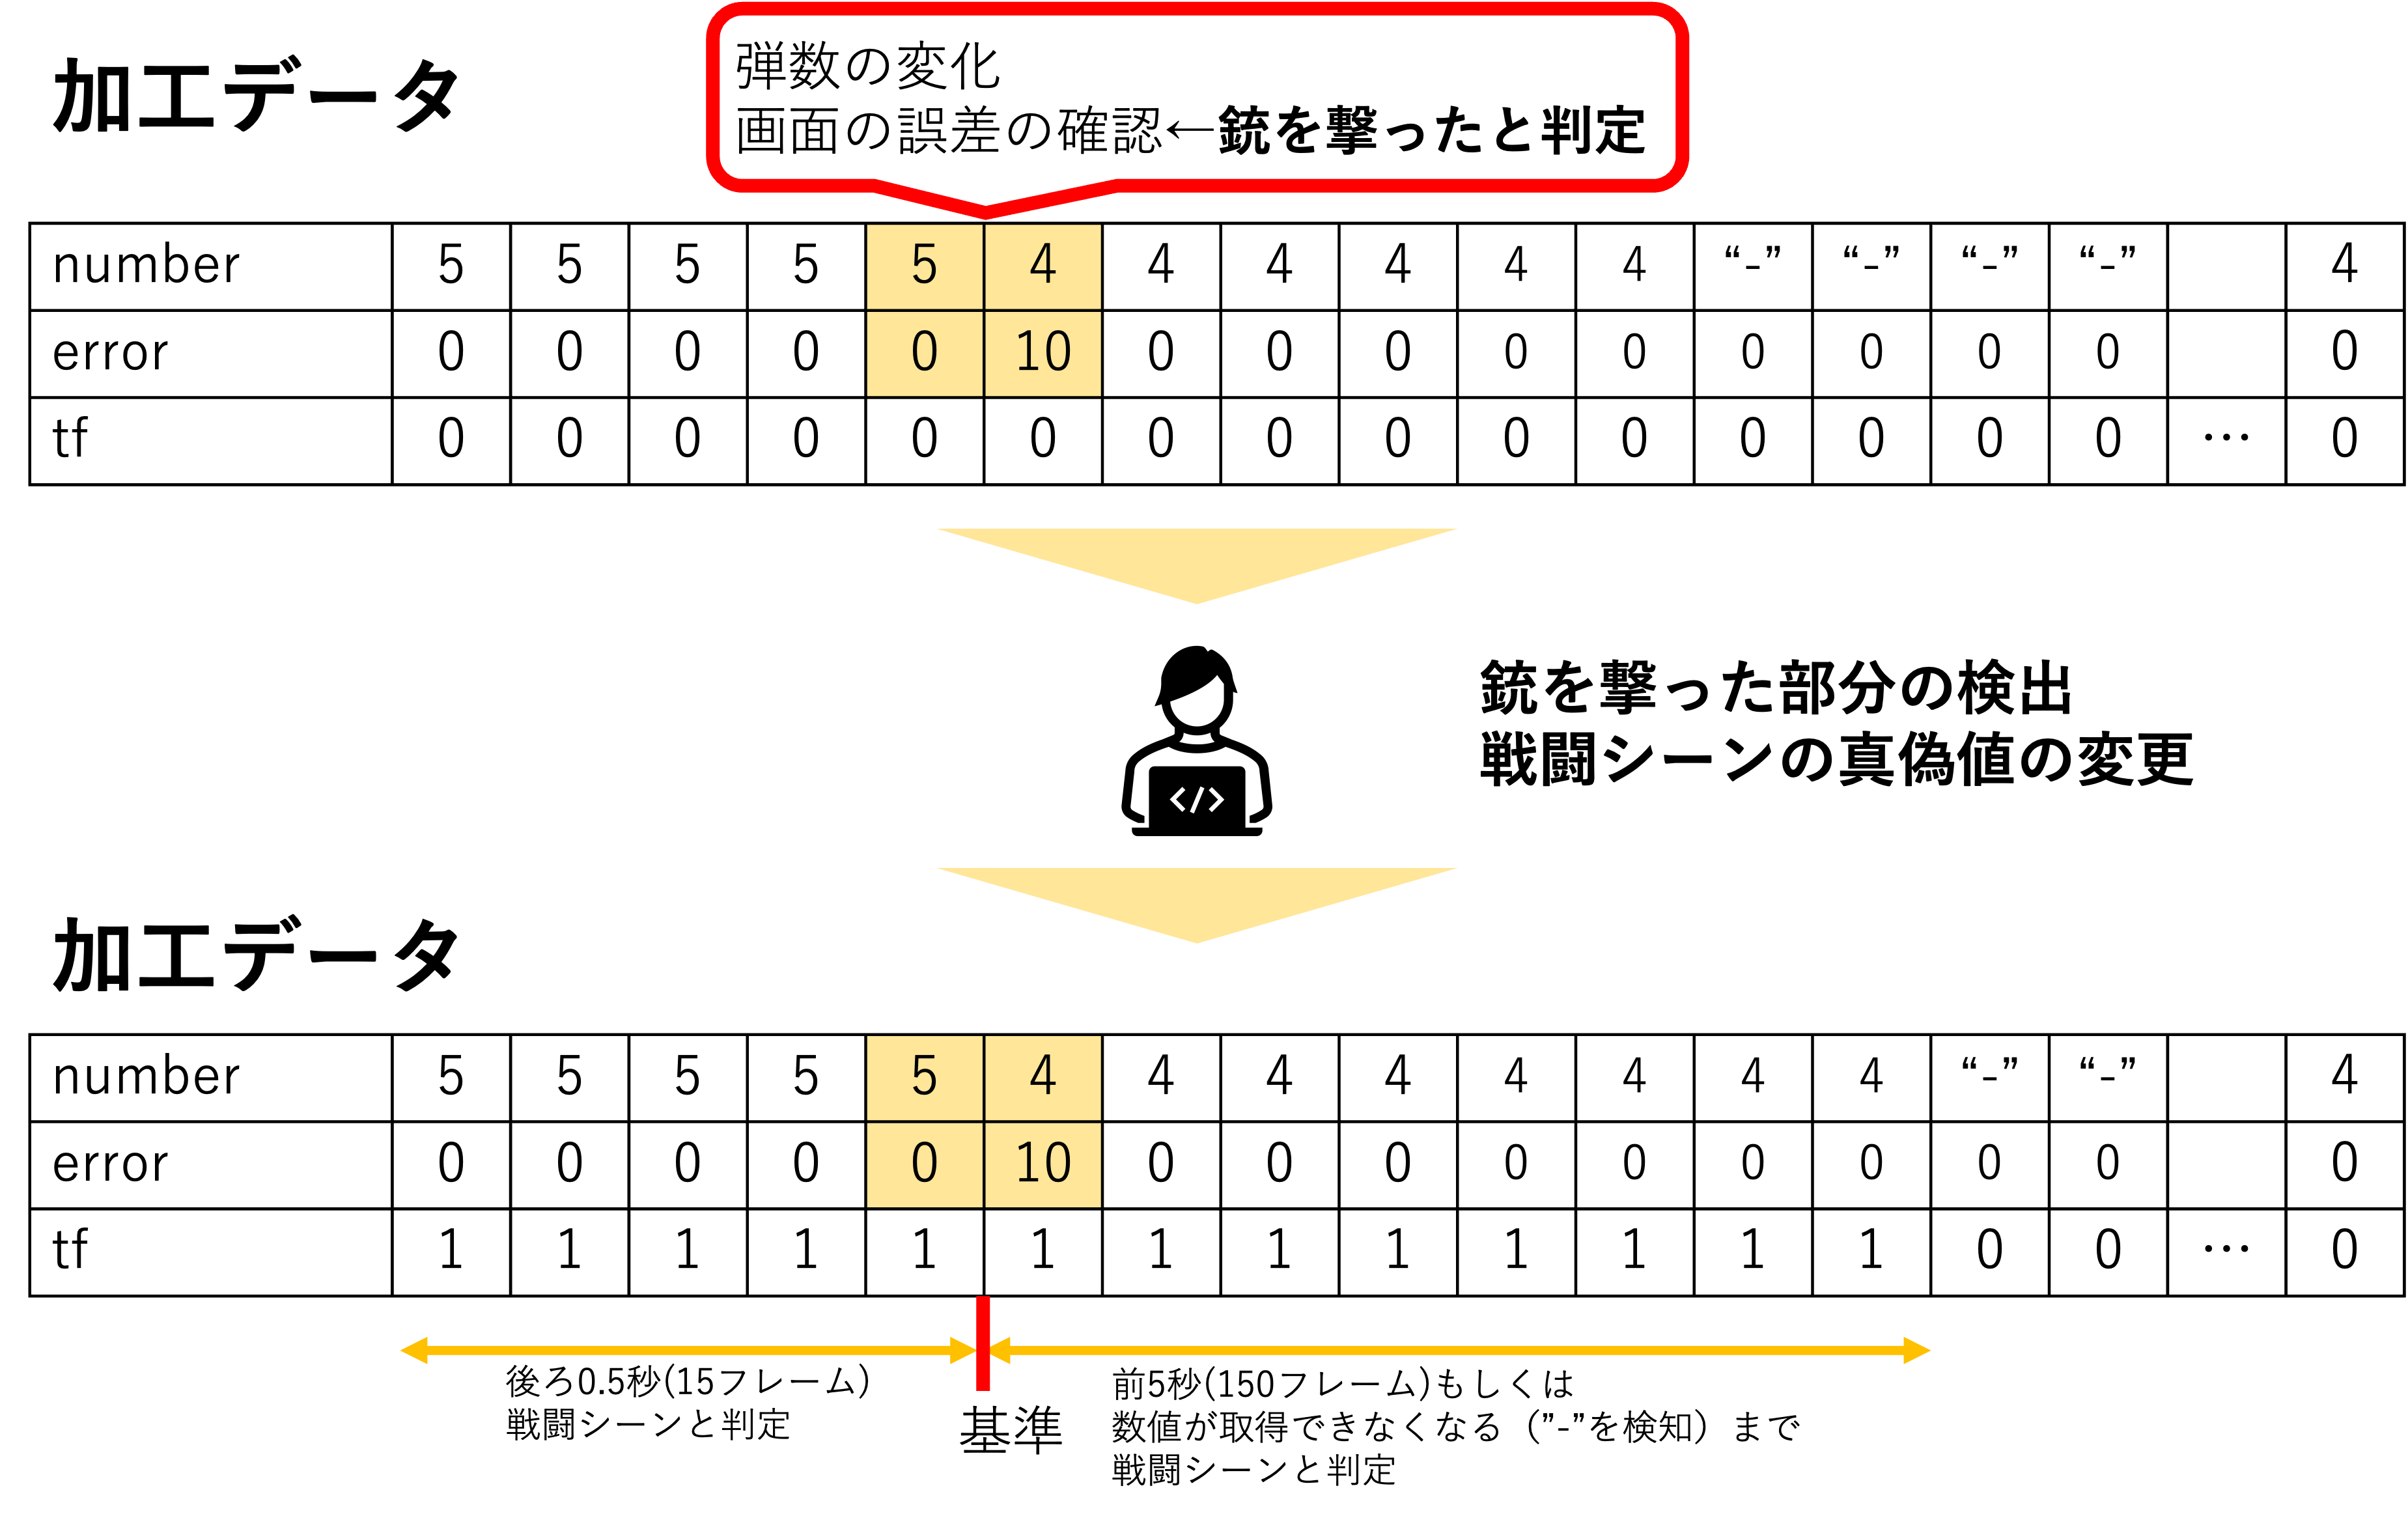 加工データ
弾数の変化
画面の誤差の確認←銃を撃ったと判定
number 5 5 5 5 5 4 4 4 4 4 4 “-” “-” “-” “-” 4
error 0 0 0 0 0 10 0 0 0 0 0 0 0 0 0 0
tf 0 0 0 0 0 0 0 0 0 0 0 0 0 0 0 … 0
銃を撃った部分の検出
戦闘シーンの真偽値の変更
</>
加工データ
number 5 5 5 5 5 4 4 4 4 4 4 4 4 “-” “-” 4
error 0 0 0 0 0 10 0 0 0 0 0 0 0 0 0 0
tf 1 1 1 1 1 1 1 1 1 1 1 1 1 0 0 … 0
後ろ0.5秒(15フレーム)
戦闘シーンと判定
基準
前5秒(150フレーム)もしくは
数値が取得できなくなる（”-”を検知）まで
戦闘シーンと判定